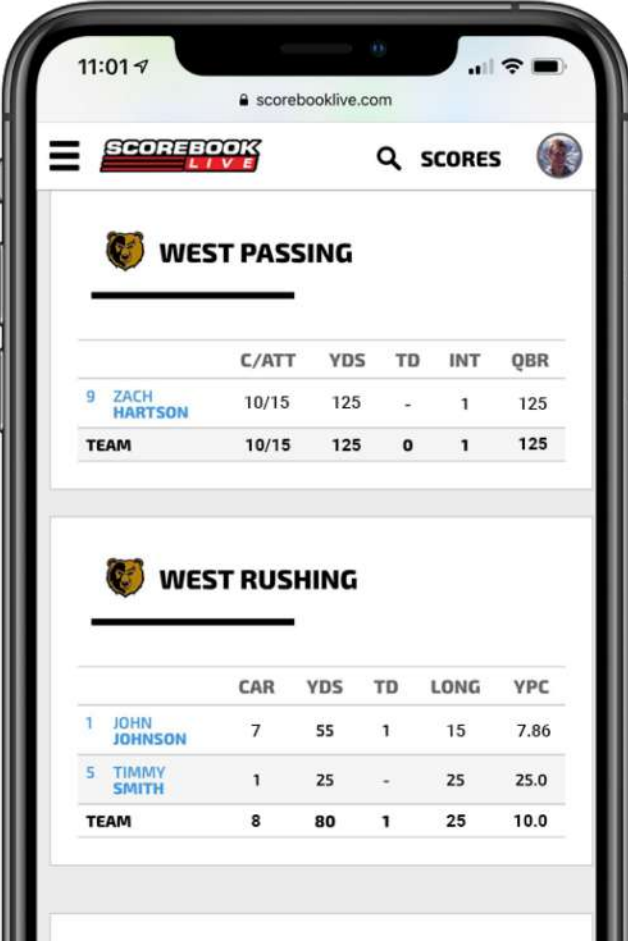 11:01
scorebooklive.com
SCOREBOOK
LIVE
SCORES
WEST PASSING
C/ATT YDS TD INT QBR
9 ZACH HARTSON 10/15 125 - 1 125
TEAM 10/15 125 0 1 125
WEST RUSHING
CAR YDS TD LONG YPC
1 JOHN JOHNSON 7 55 1 15 7.86
5 TIMMY SMITH 1 25 - 25 25.0
TEAM 8 80 1 25 10.0